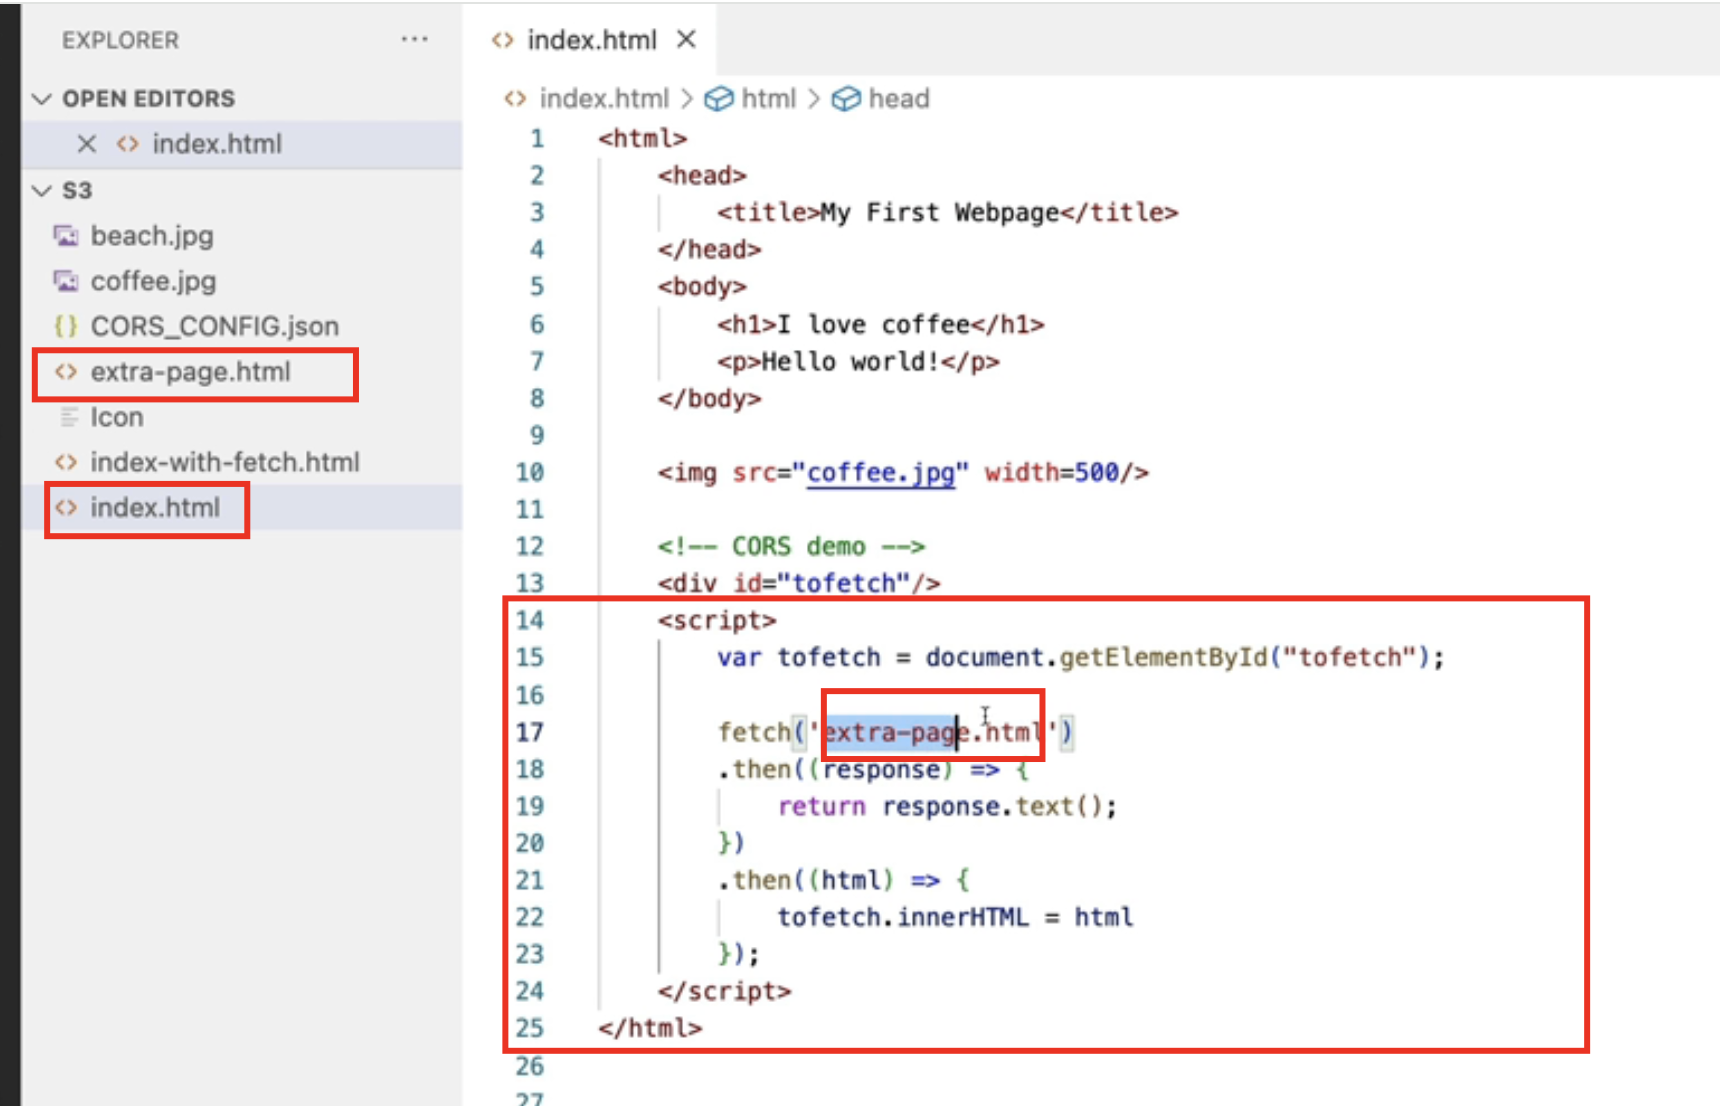 EXPLORER ···
OPEN EDITORS
index.html
S3
beach.jpg
coffee.jpg
{} CORS_CONFIG.json
<> extra-page.html
Icon
<> index-with-fetch.html
<> index.html
<> index.html ×
<> index.html > html > head
1 <html>
2 <head>
3 <title>My First Webpage</title>
4 </head>
5 <body>
6 <h1>I love coffee</h1>
7 <p>Hello world!</p>
8 </body>
9
10 <img src="coffee.jpg" width=500/>
11
12 <!-- CORS demo -->
13 <div id="tofetch"/>
14 <script>
15 var tofetch = document.getElementById("tofetch");
16
17 fetch('extra-page.html')
18 .then((response) => {
19 return response.text();
20 })
21 .then((html) => {
22 tofetch.innerHTML = html
23 });
24 </script>
25 </html>
26
27